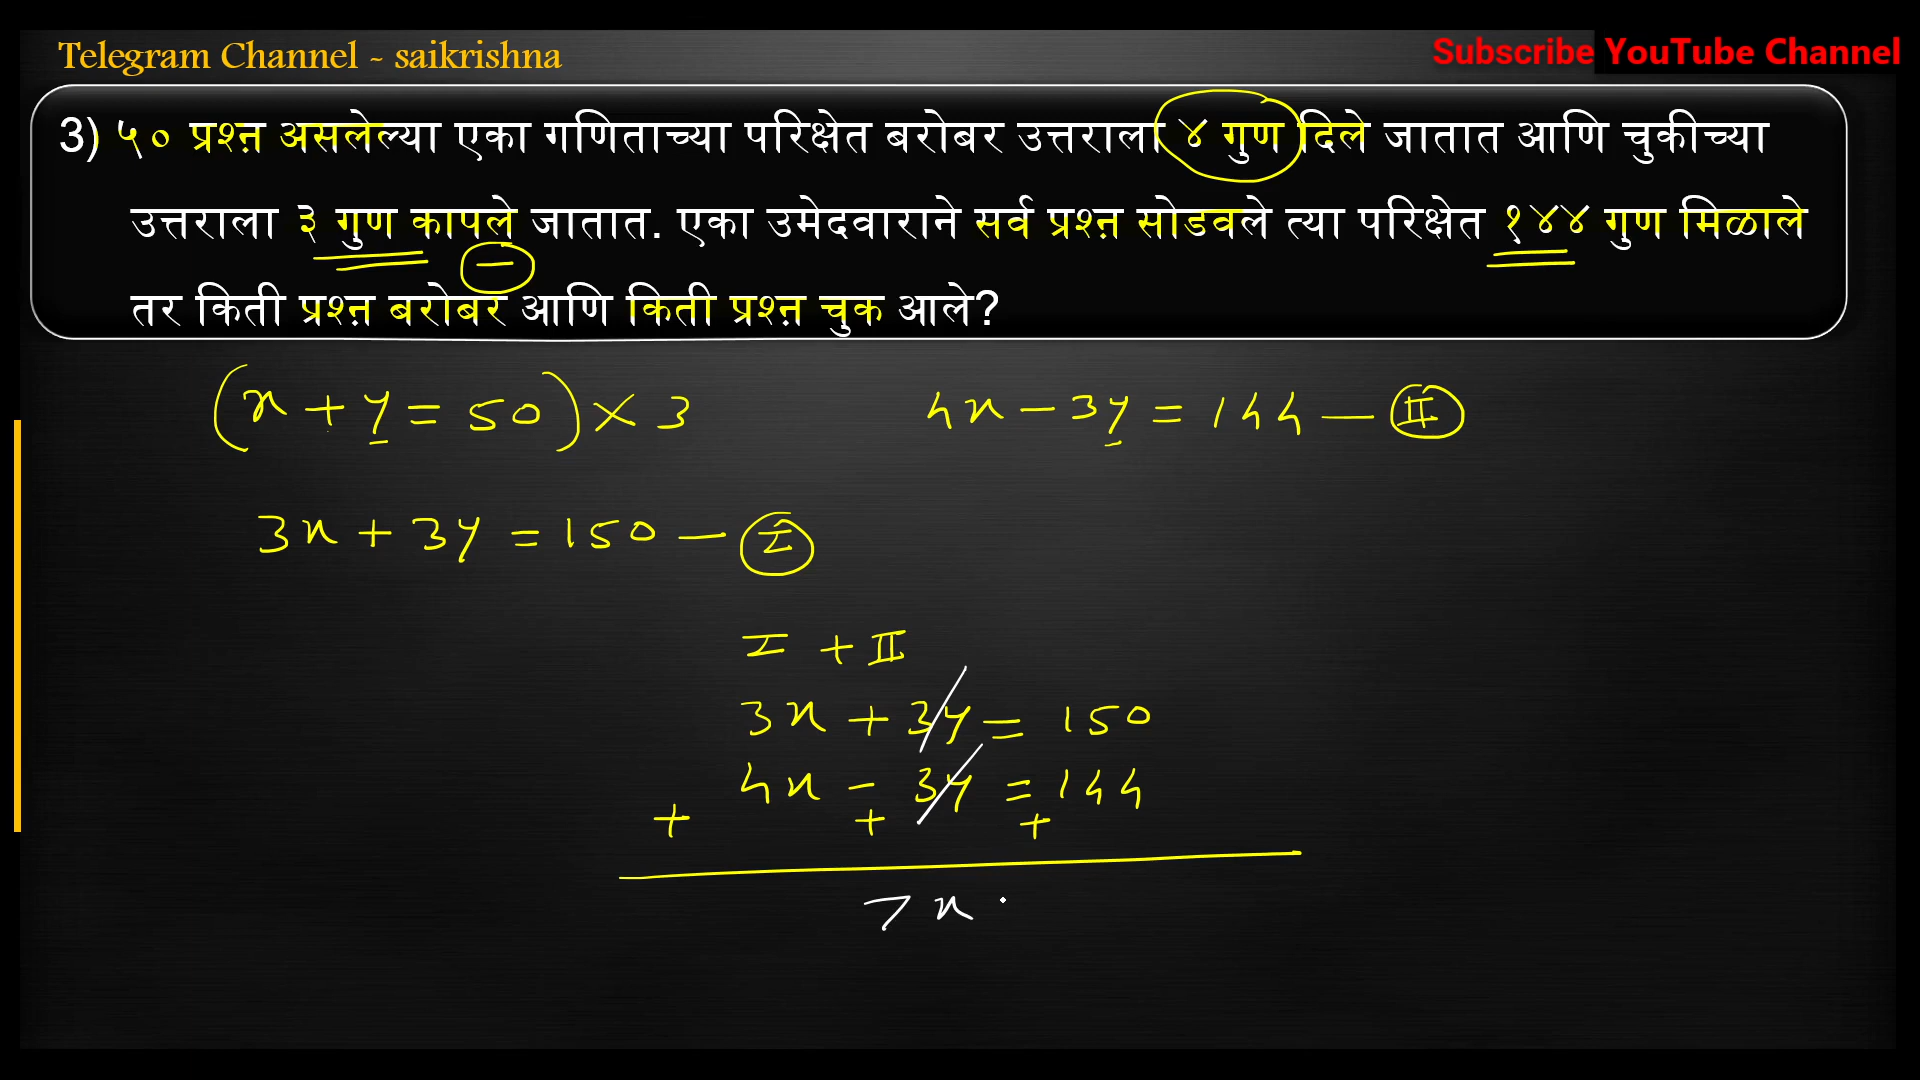 Telegram Channel - saikrishna
Subscribe YouTube Channel
3) ५० प्रश्न असलेल्या एका गणिताच्या परिक्षेत बरोबर उत्तराला ४ गुण दिले जातात आणि चुकीच्या
उत्तराला ३ गुण कापले जातात. एका उमेदवाराने सर्व प्रश्न सोडवले त्या परिक्षेत १४४ गुण मिळाले
तर किती प्रश्न बरोबर आणि किती प्रश्न चुक आले?
(x + y = 50) × 3
4x - 3y = 144 - II
3x + 3y = 150 - I
I + II
3x + 3y = 150
4x - 3y = 144
+ + +
7x